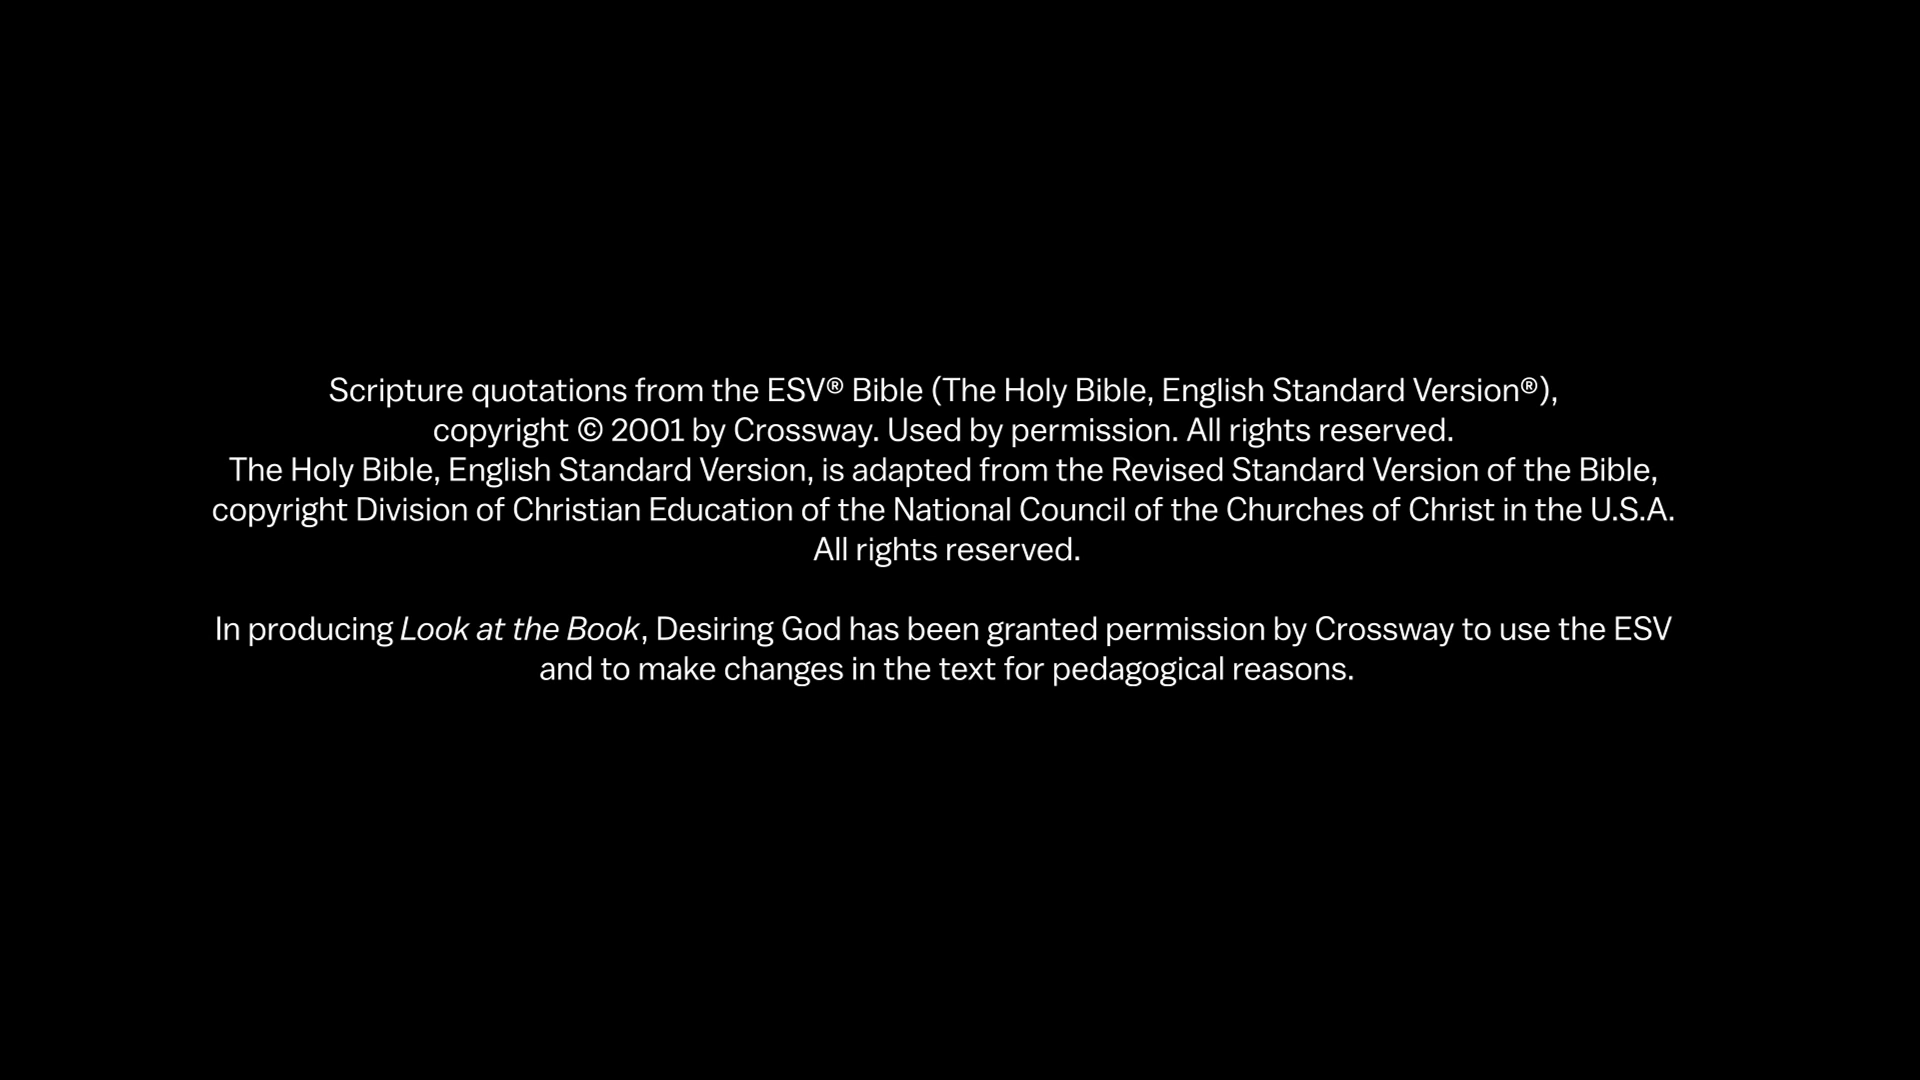 Scripture quotations from the ESV® Bible (The Holy Bible, English Standard Version®),
copyright © 2001 by Crossway. Used by permission. All rights reserved.
The Holy Bible, English Standard Version, is adapted from the Revised Standard Version of the Bible,
copyright Division of Christian Education of the National Council of the Churches of Christ in the U.S.A.
All rights reserved.
In producing Look at the Book, Desiring God has been granted permission by Crossway to use the ESV
and to make changes in the text for pedagogical reasons.